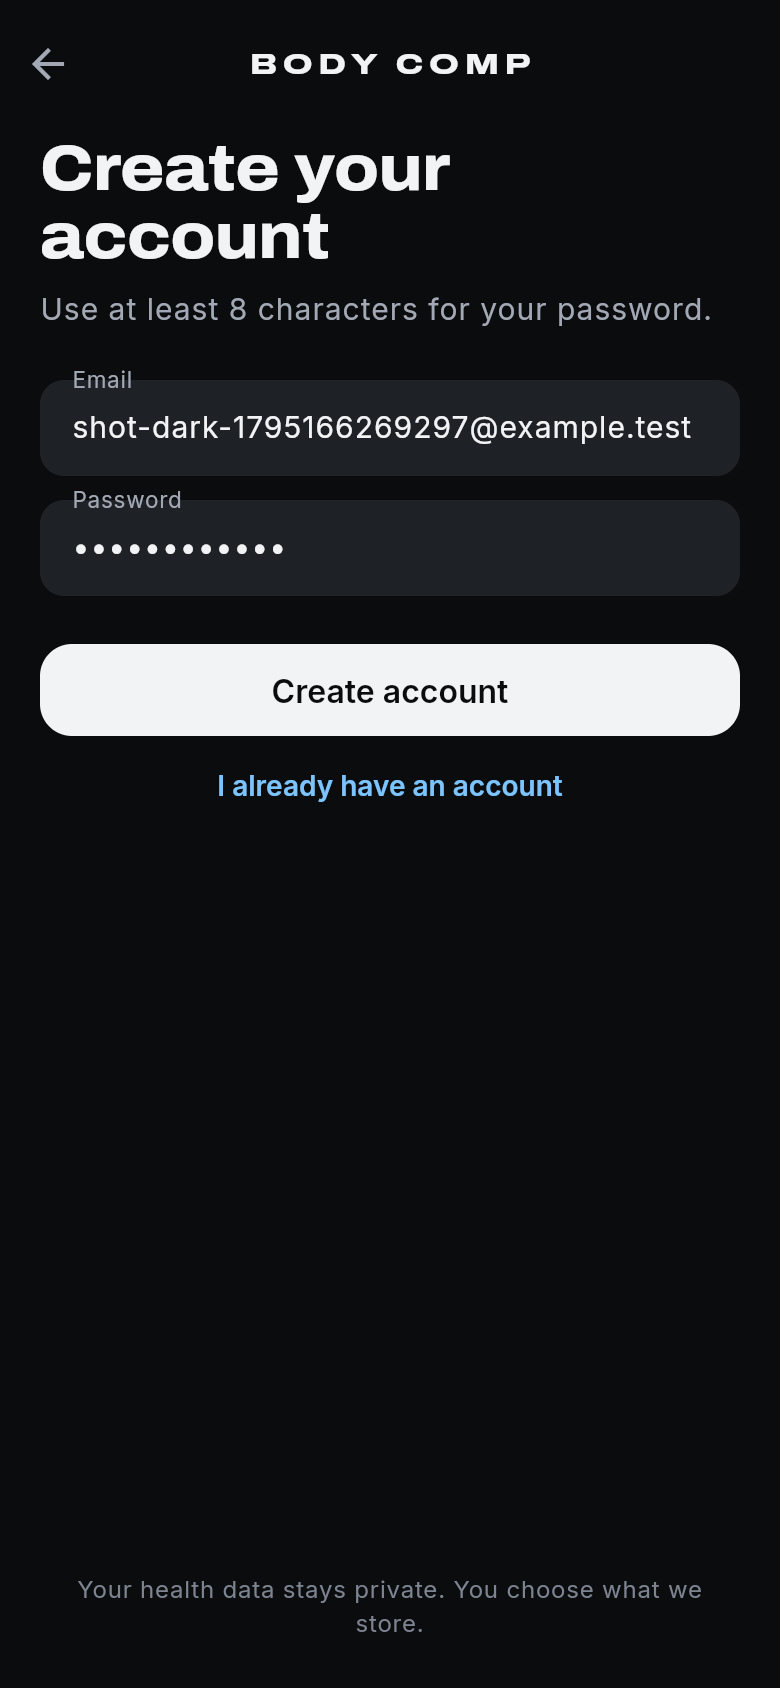 BODY COMP
Create your
account
Use at least 8 characters for your password.
Email
shot-dark-1795166269297@example.test
Password
••••••••••••
Create account
I already have an account
Your health data stays private. You choose what we
store.